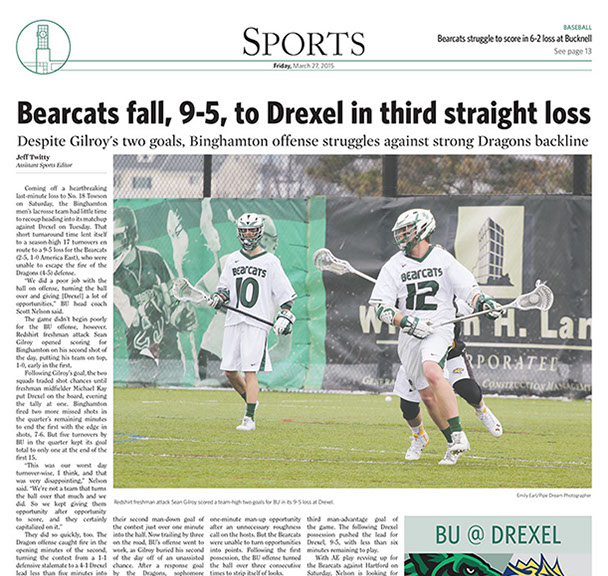 SPORTS
Friday, March 27, 2015
BASEBALL
Bearcats struggle to score in 6-2 loss at Bucknell
See page 13
Bearcats fall, 9-5, to Drexel in third straight loss
Despite Gilroy's two goals, Binghamton offense struggles against strong Dragons backline
Jeff Twitty
Assistant Sports Editor
Coming off a heartbreaking
last-minute loss to No. 18 Towson
on Saturday, the Binghamton
men's lacrosse team had little time
to recoup heading into its matchup
against Drexel on Tuesday. That
short turnaround time lent itself
to a season-high 17 turnovers en
route to a 9-5 loss for the Bearcats
(2-5, 1-0 America East), who were
unable to escape the fire of the
Dragons (4-5) defense.
"We did a poor job with the
ball on offense, turning the ball
over and giving [Drexel] a lot of
opportunities," BU head coach
Scott Nelson said.
The game didn't begin poorly
for the BU offense, however.
Redshirt freshman attack Sean
Gilroy opened scoring for
Binghamton on his second shot of
the day, putting his team on top,
1-0, early in the first.
Following Gilroy's goal, the two
squads traded shot chances until
freshman midfielder Michael Kay
put Drexel on the board, evening
the tally at one. Binghamton
fired two more missed shots in
the quarter's remaining minutes
to end the first with the edge in
shots, 7-6. But five turnovers by
BU in the quarter kept its goal
total to only one at the end of the
first 15.
"This was our worst day
turnover-wise, I think, and that
was very disappointing," Nelson
said. "We're not a team that turns
the ball over that much and we
did. So we kept giving them
opportunity after opportunity
to score, and they certainly
capitalized on it."
They did so quickly, too. The
Dragon offense caught fire in the
opening minutes of the second,
turning the contest from a 1-1
defensive stalemate to a 4-1 Drexel
lead less than five minutes into
BEARCATS
10
BEARCATS
12
William H. Lan
ORPORATED
Construction Management
Emily Earl/Pipe Dream Photographer
Redshirt freshman attack Sean Gilroy scored a team-high two goals for BU in its 9-5 loss at Drexel.
their second man-down goal of
the contest just over one minute
into the half. Now trailing by three
on the road, BU's offense went to
work, as Gilroy buried his second
of the day off of an unassisted
chance. After a response goal
by the Dragons, sophomore
one-minute man-up opportunity
after an unnecessary roughness
call on the hosts. But the Bearcats
were unable to turn opportunities
into points. Following the first
possession, the BU offense turned
the ball over three consecutive
times to strip itself of looks.
third man-advantage goal of
the game. The following Drexel
possession pushed the lead for
Drexel, 9-5, with less than six
minutes remaining to play.
With AE play revving up for
the Bearcats against Hartford on
Saturday, Nelson is looking for
BU @ DREXEL